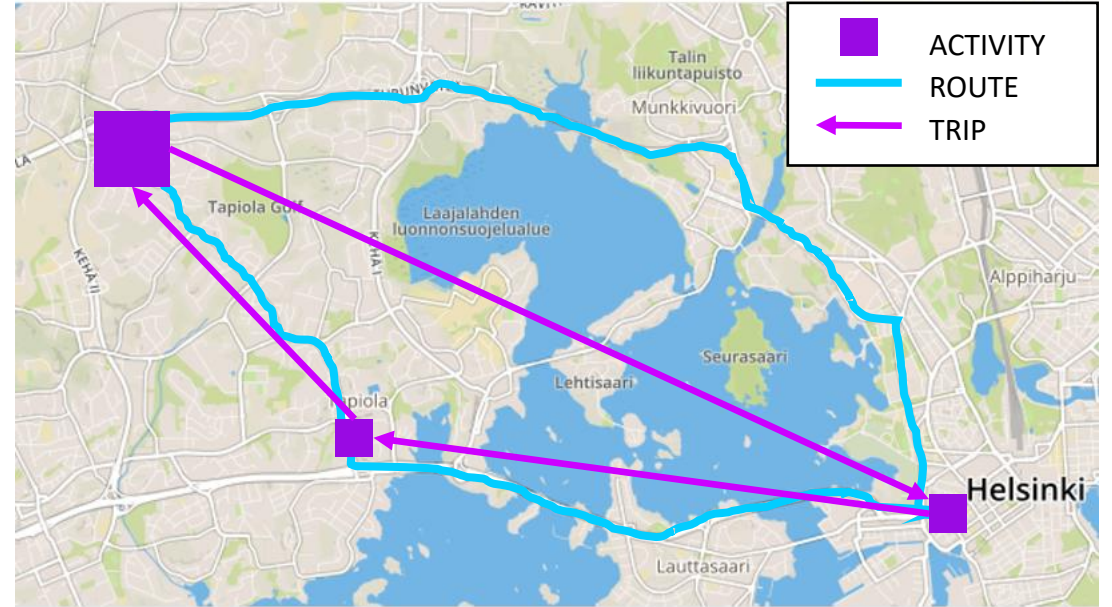 ACTIVITY
ROUTE
TRIP
Talin
liikuntapuisto
Munkkivuori
Tapiola Golf
Laajalahden
luonnonsuojelualue
KEHÄ I
KEHÄ II
Alppiharju
Seurasaari
Lehtisaari
Tapiola
Helsinki
Lauttasaari